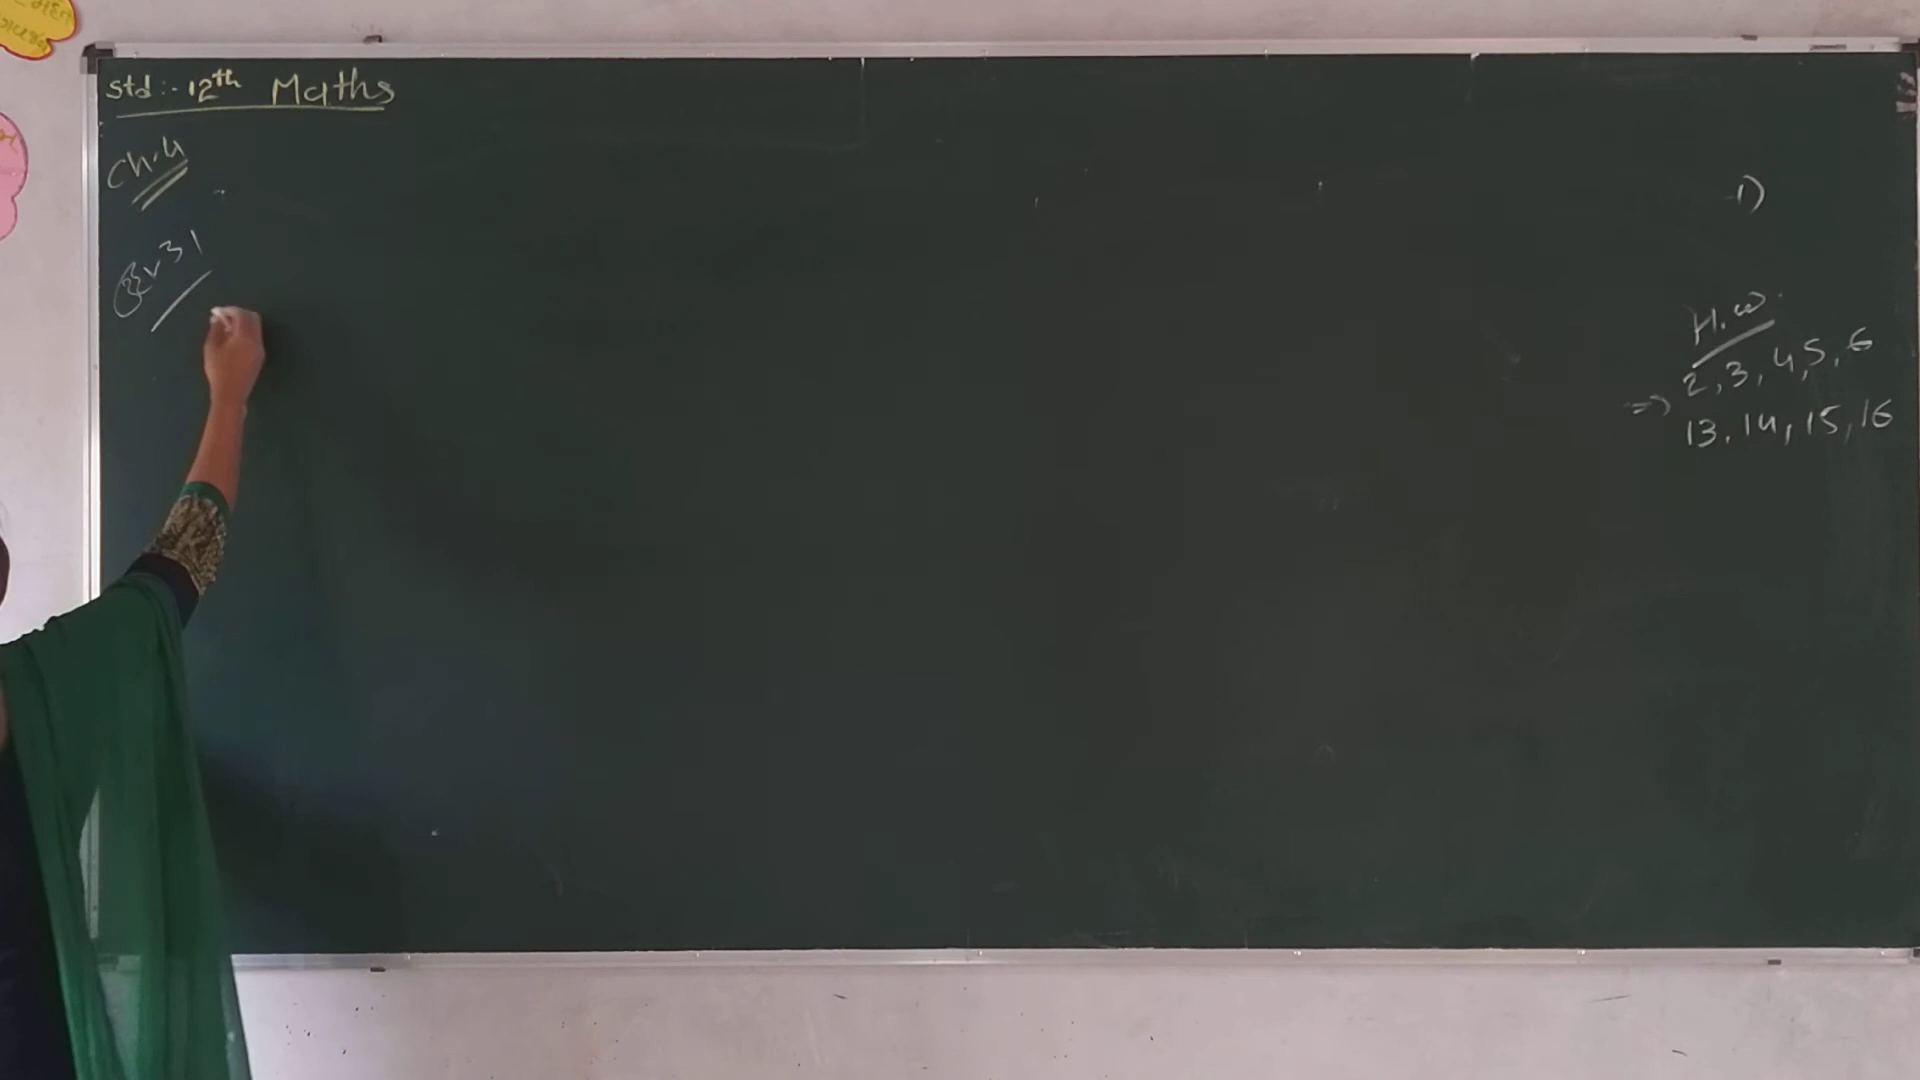 Std :- 12th Maths
Ch. 4
1)
H.W.
2, 3, 4, 5, 6
=> 13, 14, 15, 16